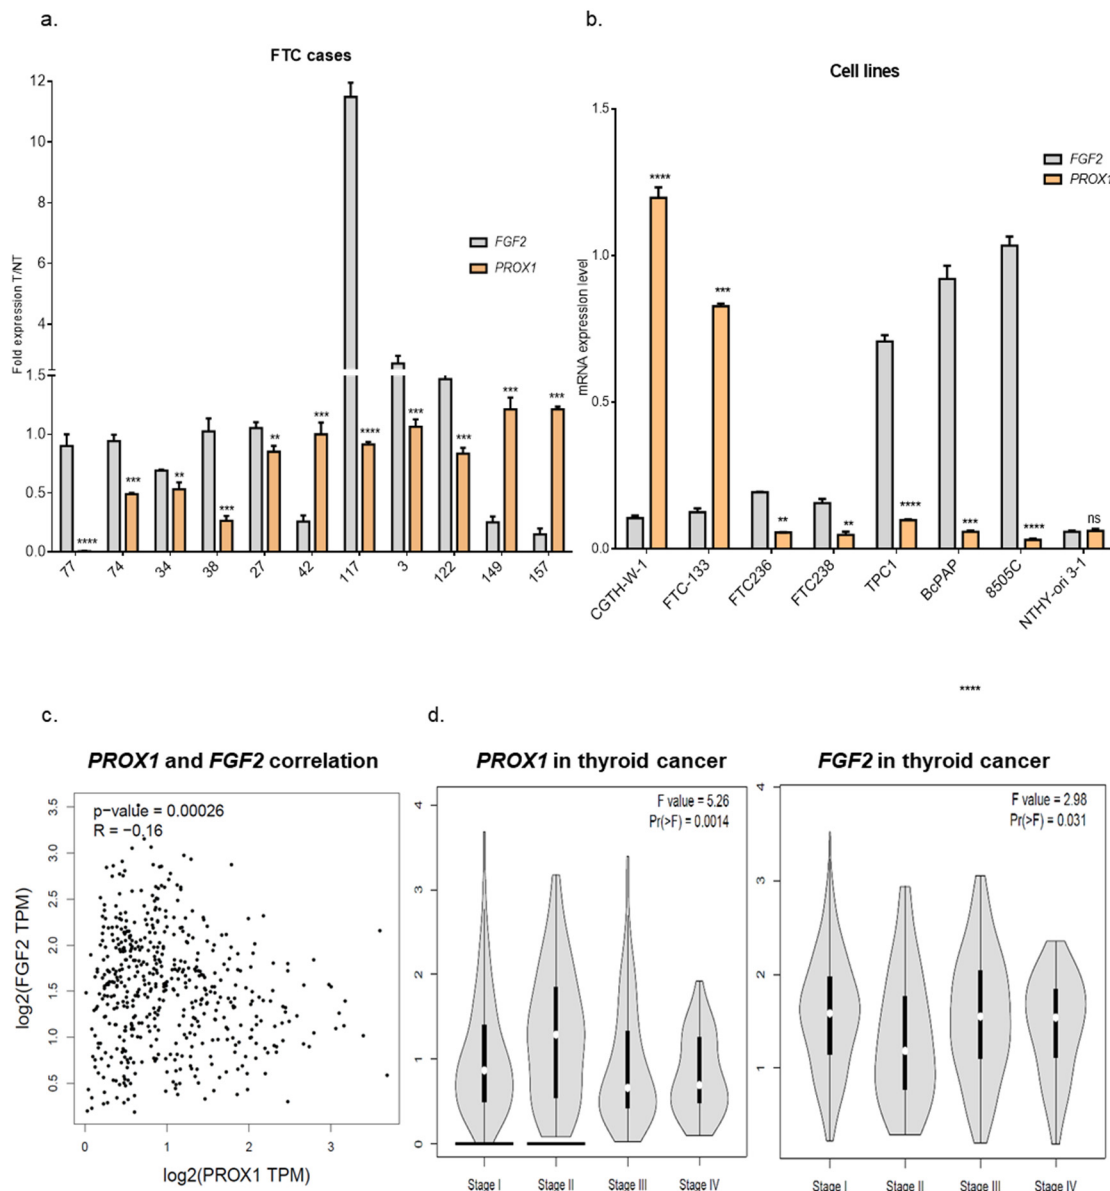 a.
FTC cases
12
10
8
6
4
1.5
1.0
0.5
0.0
Fold expression T/NT
FGF2
PROX1
****
***
**
***
**
***
****
***
***
***
***
77
74
34
38
27
42
117
3
122
149
157
b.
Cell lines
1.5
1.0
0.5
0.0
mRNA expression level
FGF2
PROX1
****
***
**
**
****
***
****
ns
CGTH-W-1
FTC-133
FTC236
FTC238
TPC1
BcPAP
8505C
NTHY-ori 3-1
****
c.
PROX1 and FGF2 correlation
p−value = 0.00026
R = −0.16
3.5
3.0
2.5
2.0
1.5
1.0
0.5
log2(FGF2 TPM)
0
1
2
3
log2(PROX1 TPM)
d.
PROX1 in thyroid cancer
F value = 5.26
Pr(>F) = 0.0014
4
3
2
1
0
Stage I
Stage II
Stage III
Stage IV
FGF2 in thyroid cancer
F value = 2.98
Pr(>F) = 0.031
4
3
2
1
Stage I
Stage II
Stage III
Stage IV